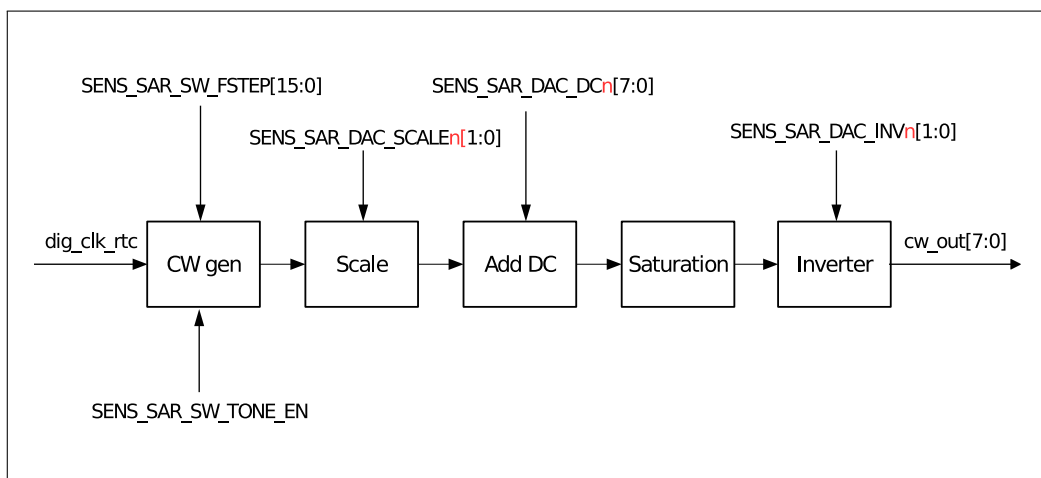 SENS_SAR_SW_FSTEP[15:0]
SENS_SAR_DAC_DCn[7:0]
SENS_SAR_DAC_SCALEn[1:0]
SENS_SAR_DAC_INVn[1:0]
dig_clk_rtc
CW gen
Scale
Add DC
Saturation
Inverter
cw_out[7:0]
SENS_SAR_SW_TONE_EN